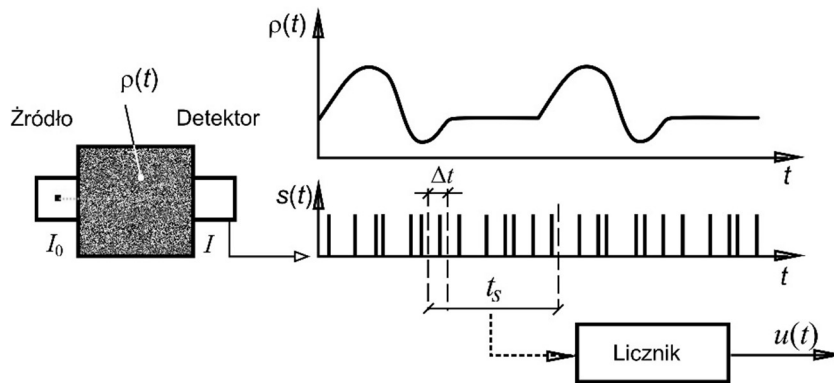 ρ(t)
ρ(t)
Źródło
Detektor
t
Δt
s(t)
I₀
I
t
tₛ
Licznik
u(t)